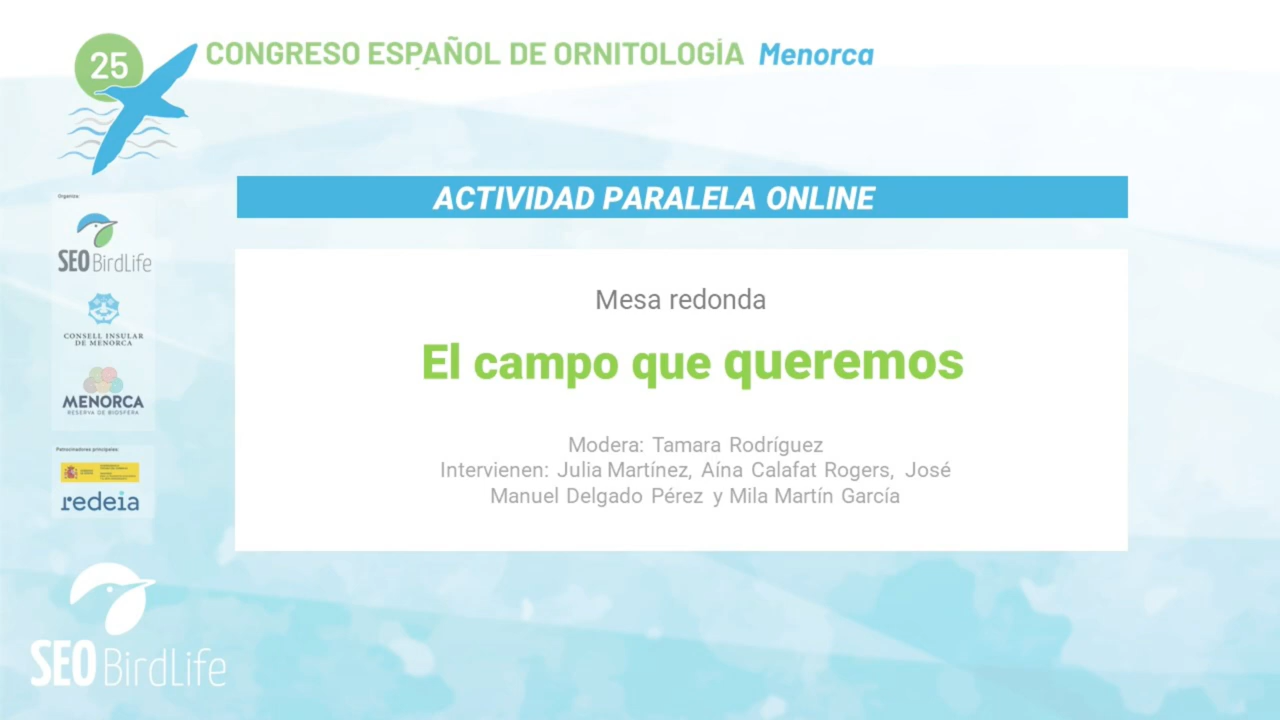 25
CONGRESO ESPAÑOL DE ORNITOLOGÍA Menorca
ACTIVIDAD PARALELA ONLINE
Organiza:
SEO BirdLife
CONSELL INSULAR
DE MENORCA
MENORCA
RESERVA DE BIOSFERA
Patrocinadores principales:
redeia
Mesa redonda
El campo que queremos
Modera: Tamara Rodríguez
Intervienen: Julia Martínez, Aína Calafat Rogers, José
Manuel Delgado Pérez y Mila Martín García
SEO BirdLife